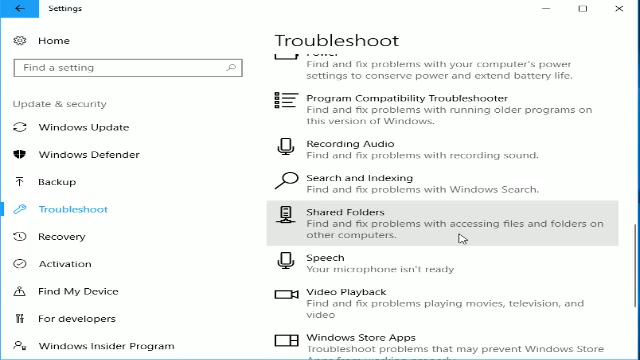 Settings
Home
Find a setting
Update & security
Windows Update
Windows Defender
Backup
Troubleshoot
Recovery
Activation
Find My Device
For developers
Windows Insider Program
Troubleshoot
Power
Find and fix problems with your computer's power
settings to conserve power and extend battery life.
Program Compatibility Troubleshooter
Find and fix problems with running older programs on
this version of Windows.
Recording Audio
Find and fix problems with recording sound.
Search and Indexing
Find and fix problems with Windows Search.
Shared Folders
Find and fix problems with accessing files and folders on
other computers.
Speech
Your microphone isn't ready
Video Playback
Find and fix problems playing movies, television, and
video
Windows Store Apps
Troubleshoot problems that may prevent Windows Store
Apps from working properly